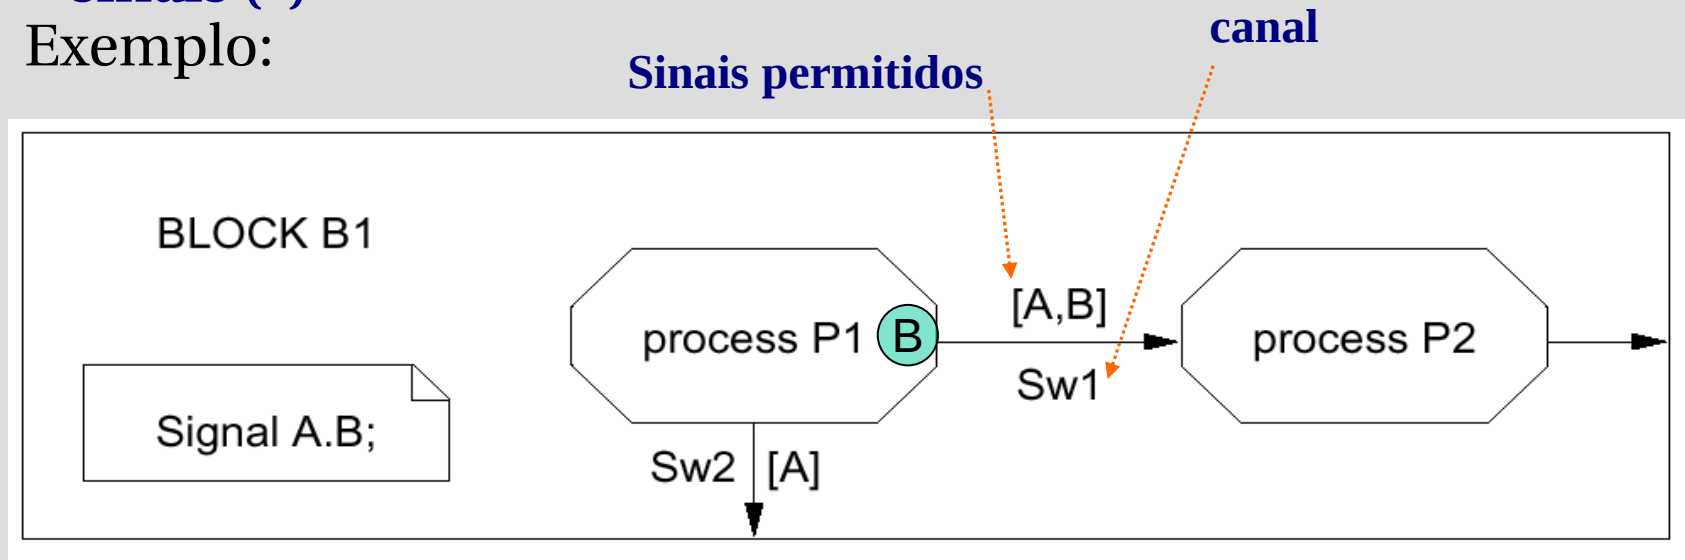 Exemplo:
canal
Sinais permitidos
BLOCK B1
[A,B]
process P1
B
process P2
Sw1
Signal A.B;
Sw2
[A]